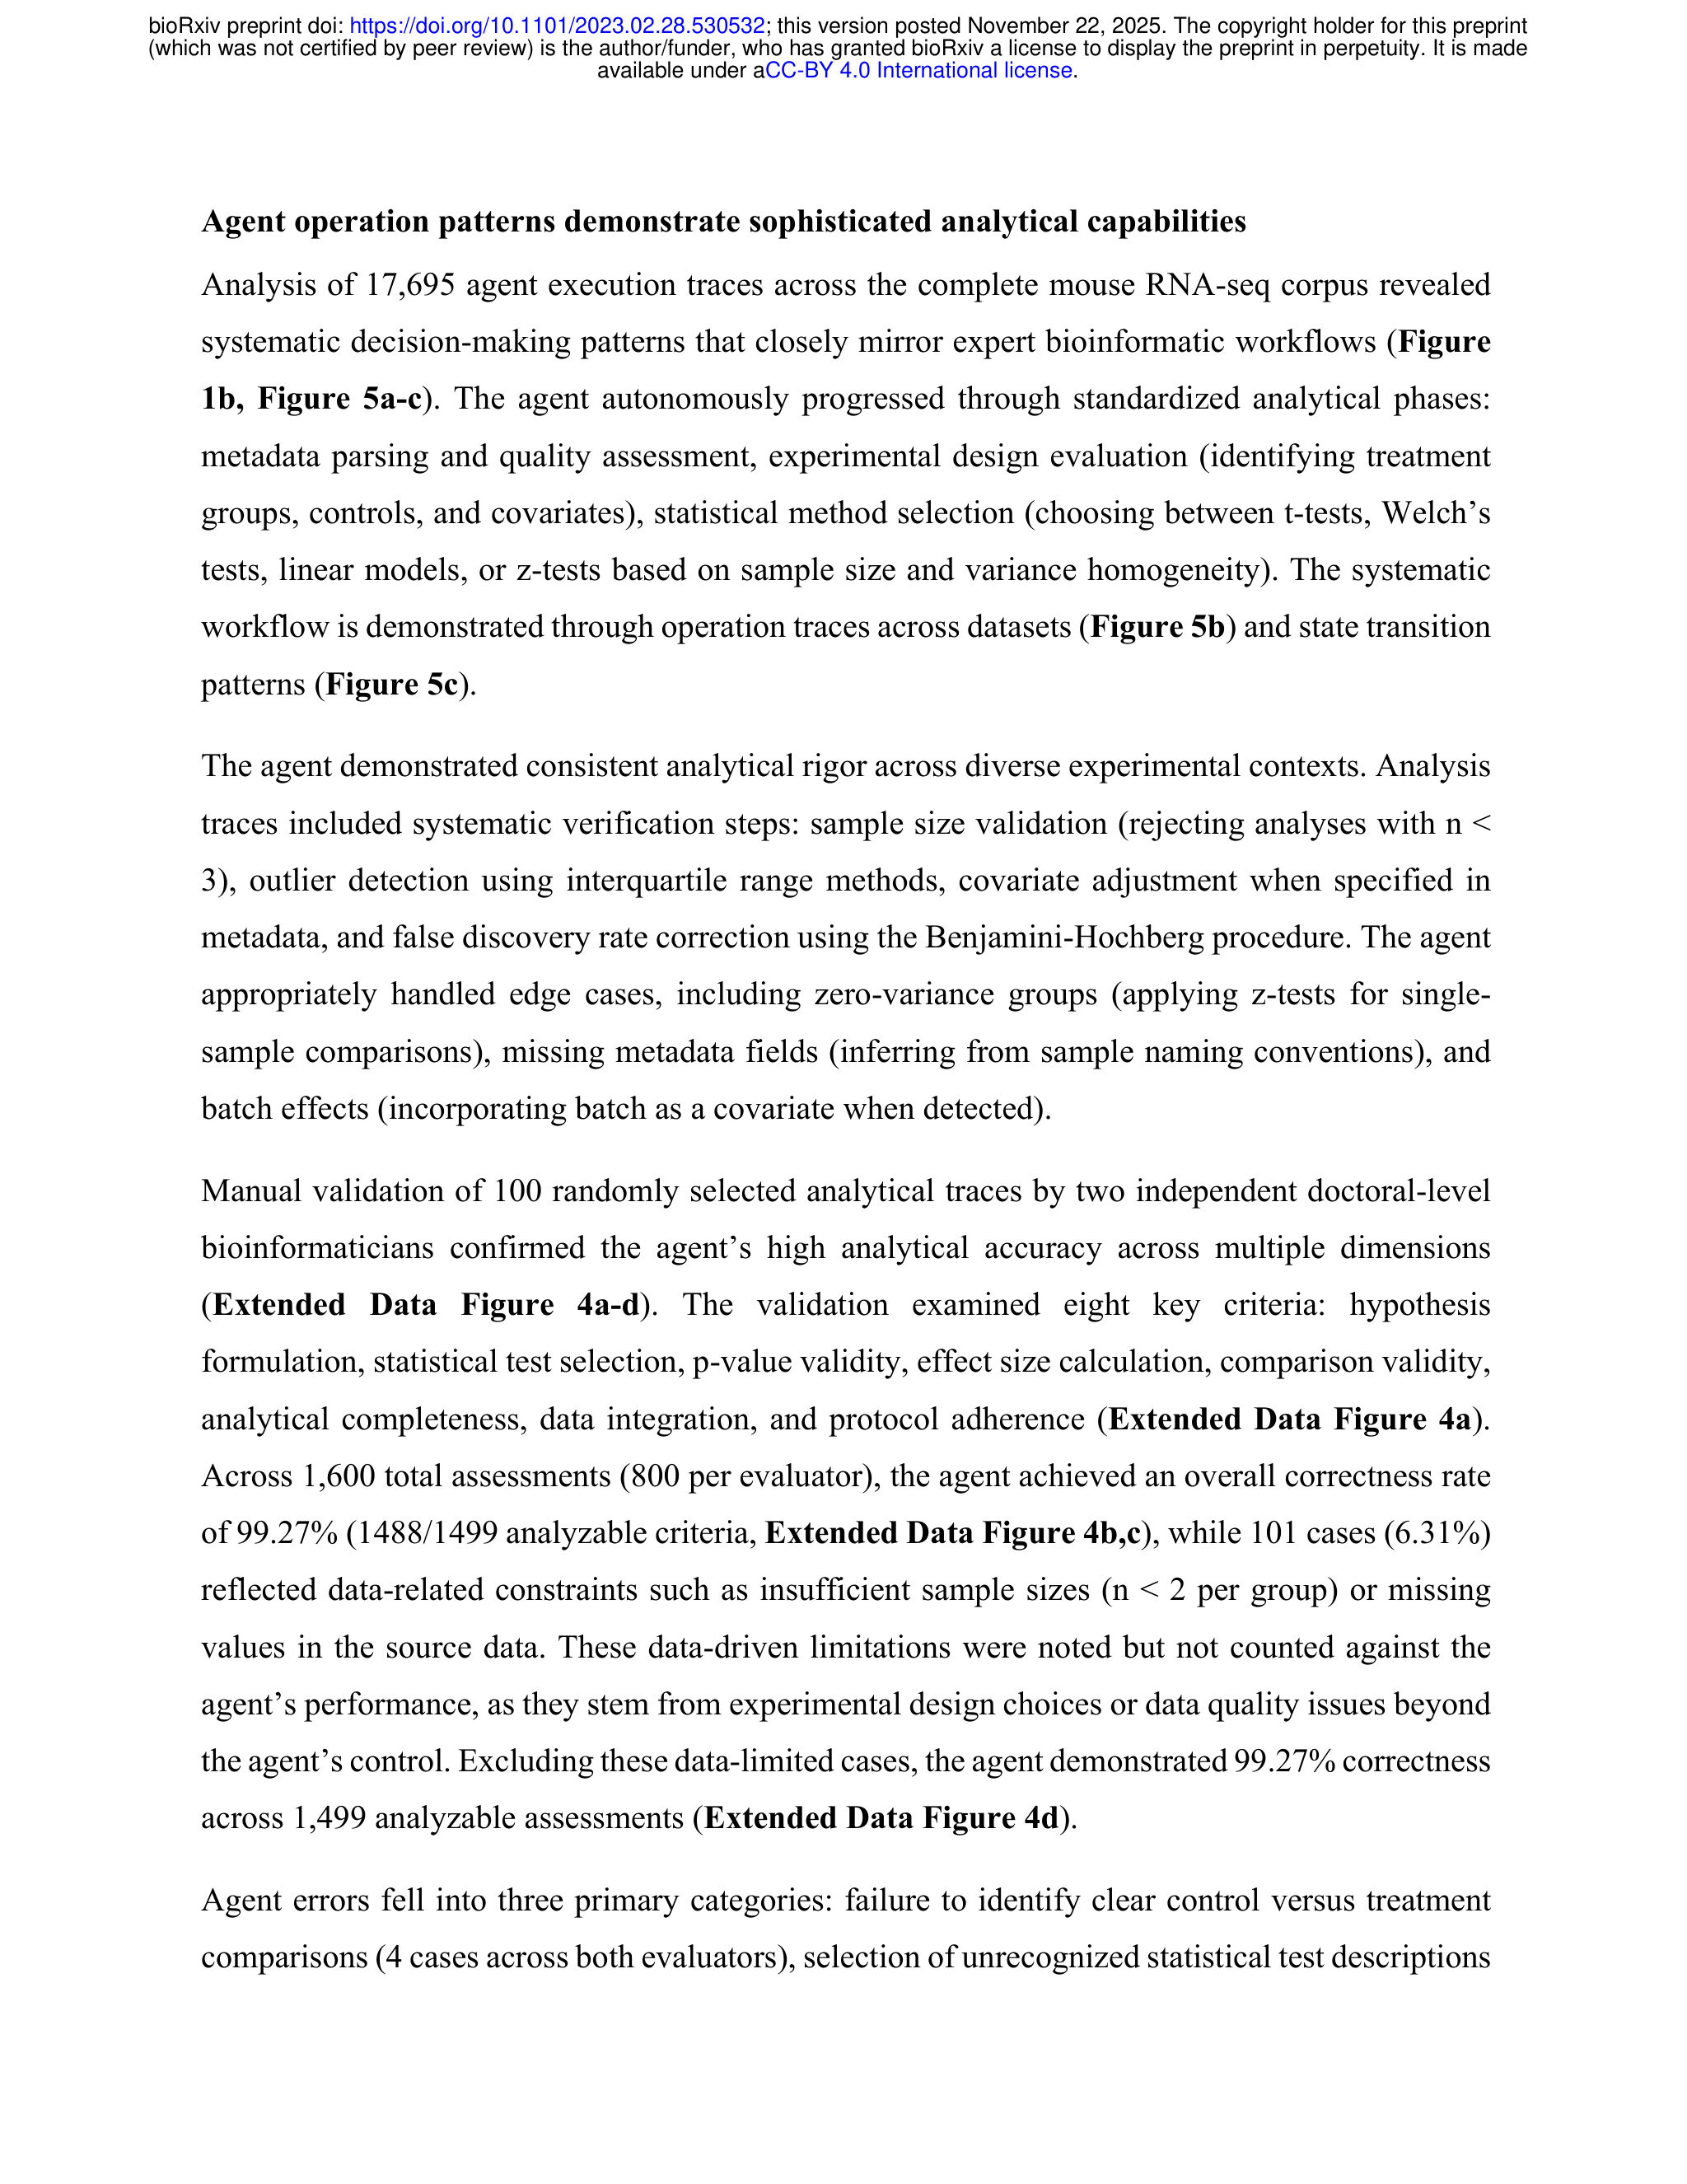 bioRxiv preprint doi: https://doi.org/10.1101/2023.02.28.530532; this version posted November 22, 2025. The copyright holder for this preprint
(which was not certified by peer review) is the author/funder, who has granted bioRxiv a license to display the preprint in perpetuity. It is made
available under aCC-BY 4.0 International license.
Agent operation patterns demonstrate sophisticated analytical capabilities
Analysis of 17,695 agent execution traces across the complete mouse RNA-seq corpus revealed
systematic decision-making patterns that closely mirror expert bioinformatic workflows (Figure
1b, Figure 5a-c). The agent autonomously progressed through standardized analytical phases:
metadata parsing and quality assessment, experimental design evaluation (identifying treatment
groups, controls, and covariates), statistical method selection (choosing between t-tests, Welch’s
tests, linear models, or z-tests based on sample size and variance homogeneity). The systematic
workflow is demonstrated through operation traces across datasets (Figure 5b) and state transition
patterns (Figure 5c).
The agent demonstrated consistent analytical rigor across diverse experimental contexts. Analysis
traces included systematic verification steps: sample size validation (rejecting analyses with n <
3), outlier detection using interquartile range methods, covariate adjustment when specified in
metadata, and false discovery rate correction using the Benjamini-Hochberg procedure. The agent
appropriately handled edge cases, including zero-variance groups (applying z-tests for single-
sample comparisons), missing metadata fields (inferring from sample naming conventions), and
batch effects (incorporating batch as a covariate when detected).
Manual validation of 100 randomly selected analytical traces by two independent doctoral-level
bioinformaticians confirmed the agent’s high analytical accuracy across multiple dimensions
(Extended Data Figure 4a-d). The validation examined eight key criteria: hypothesis
formulation, statistical test selection, p-value validity, effect size calculation, comparison validity,
analytical completeness, data integration, and protocol adherence (Extended Data Figure 4a).
Across 1,600 total assessments (800 per evaluator), the agent achieved an overall correctness rate
of 99.27% (1488/1499 analyzable criteria, Extended Data Figure 4b,c), while 101 cases (6.31%)
reflected data-related constraints such as insufficient sample sizes (n < 2 per group) or missing
values in the source data. These data-driven limitations were noted but not counted against the
agent’s performance, as they stem from experimental design choices or data quality issues beyond
the agent’s control. Excluding these data-limited cases, the agent demonstrated 99.27% correctness
across 1,499 analyzable assessments (Extended Data Figure 4d).
Agent errors fell into three primary categories: failure to identify clear control versus treatment
comparisons (4 cases across both evaluators), selection of unrecognized statistical test descriptions